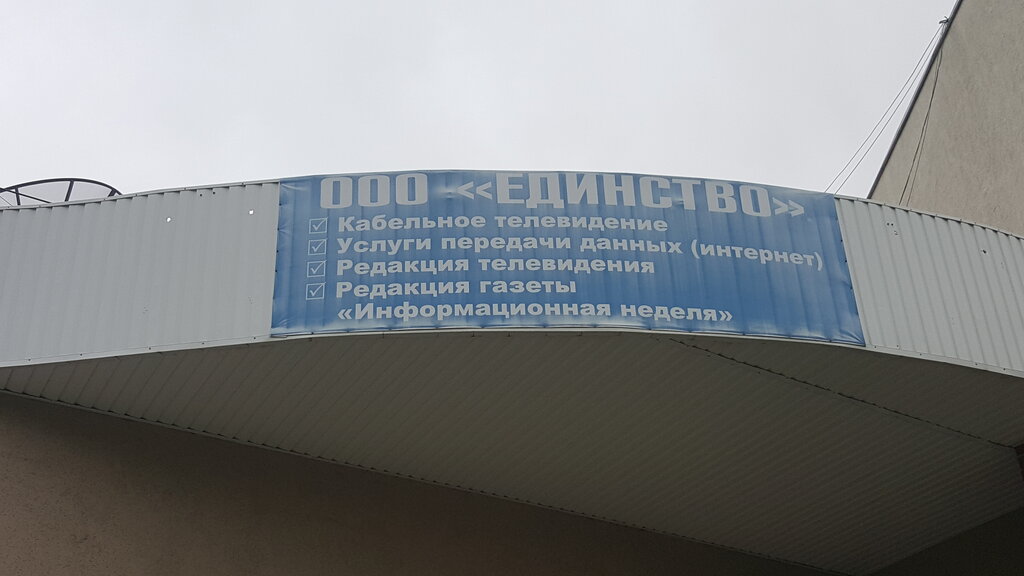 ООО «ЕДИНСТВО»
Кабельное телевидение
Услуги передачи данных (интернет)
Редакция телевидения
Редакция газеты
«Информационная неделя»